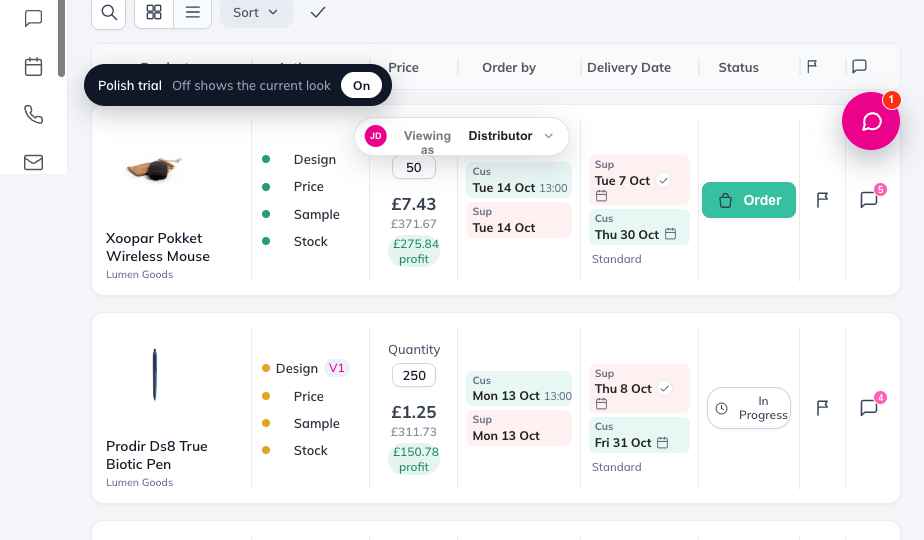 Sort
Price
Order by
Delivery Date
Status
Polish trial
Off shows the current look
On
1
JD
Viewing as
Distributor
Design
Price
Sample
Stock
50
£7.43
£371.67
£275.84
profit
Cus
Tue 14 Oct 13:00
Sup
Tue 14 Oct
Sup
Tue 7 Oct
Cus
Thu 30 Oct
Standard
Order
5
Xoopar Pokket
Wireless Mouse
Lumen Goods
Design V1
Price
Sample
Stock
Quantity
250
£1.25
£311.73
£150.78
profit
Cus
Mon 13 Oct 13:00
Sup
Mon 13 Oct
Sup
Thu 8 Oct
Cus
Fri 31 Oct
Standard
In
Progress
4
Prodir Ds8 True
Biotic Pen
Lumen Goods